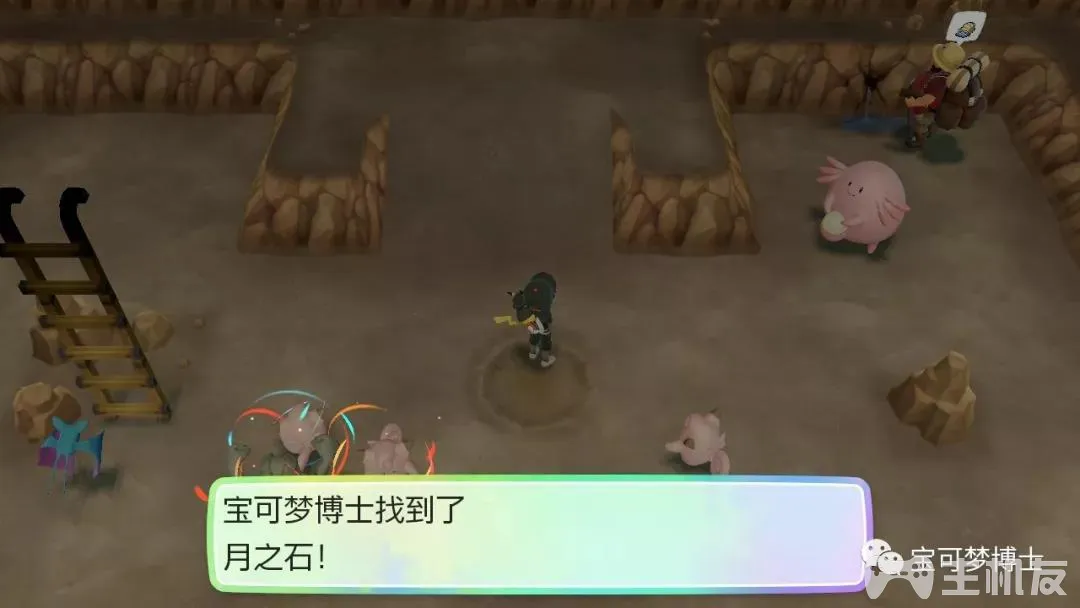 宝可梦博士找到了
月之石！
宝可梦博士
主机友